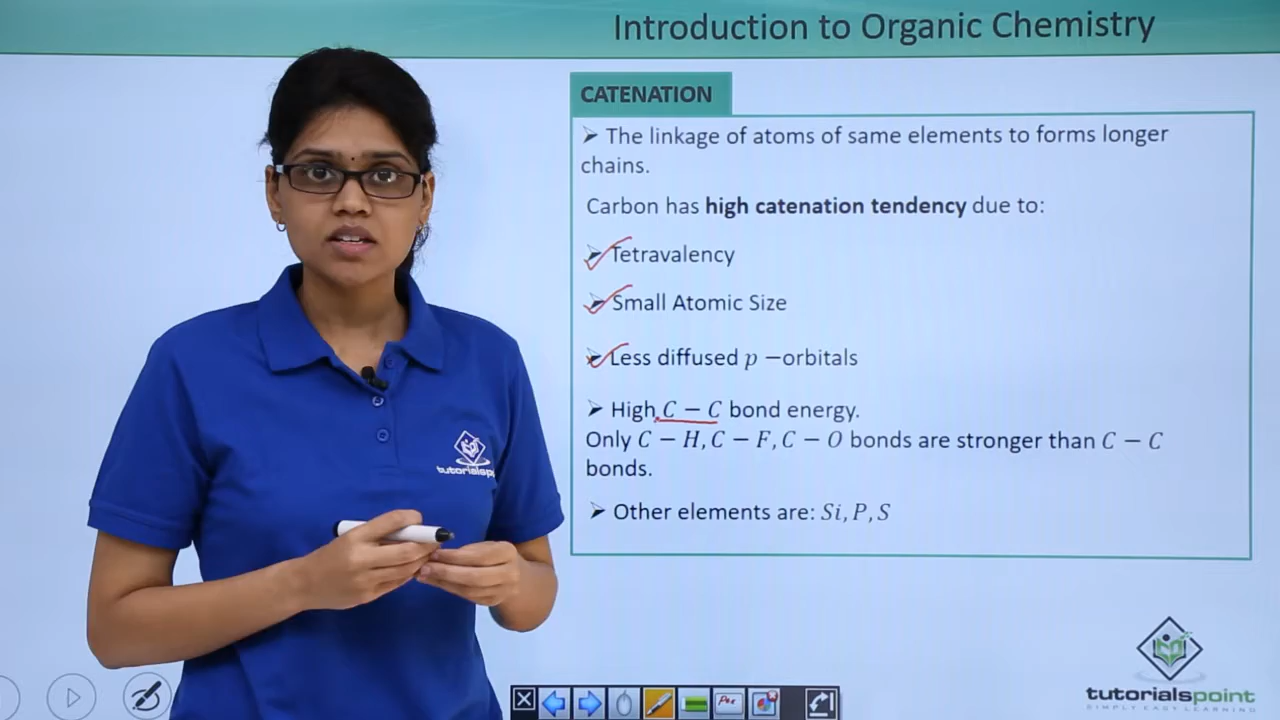 Introduction to Organic Chemistry
CATENATION
➤ The linkage of atoms of same elements to forms longer
chains.
Carbon has high catenation tendency due to:
➤ Tetravalency
➤ Small Atomic Size
➤ Less diffused p −orbitals
➤ High C − C bond energy.
Only C − H, C − F, C − O bonds are stronger than C − C
bonds.
➤ Other elements are: Si, P, S
tutorialspoint
Pen
tutorialspoint
SIMPLY EASY LEARNING